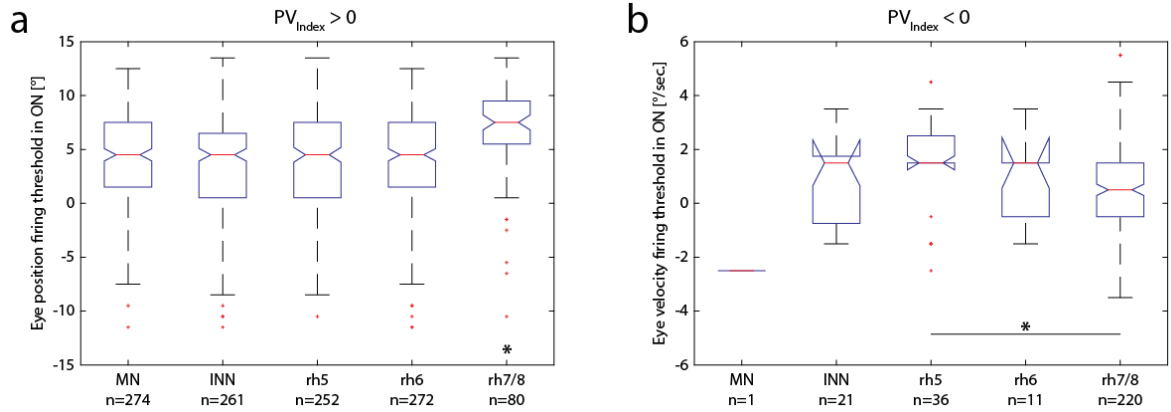 a
PV_Index > 0
Eye position firing threshold in ON [°]
15
10
5
0
-5
-10
-15
*
MN
n=274
INN
n=261
rh5
n=252
rh6
n=272
rh7/8
n=80
b
PV_Index < 0
Eye velocity firing threshold in ON [°/sec.]
6
4
2
0
-2
-4
-6
*
MN
n=1
INN
n=21
rh5
n=36
rh6
n=11
rh7/8
n=220